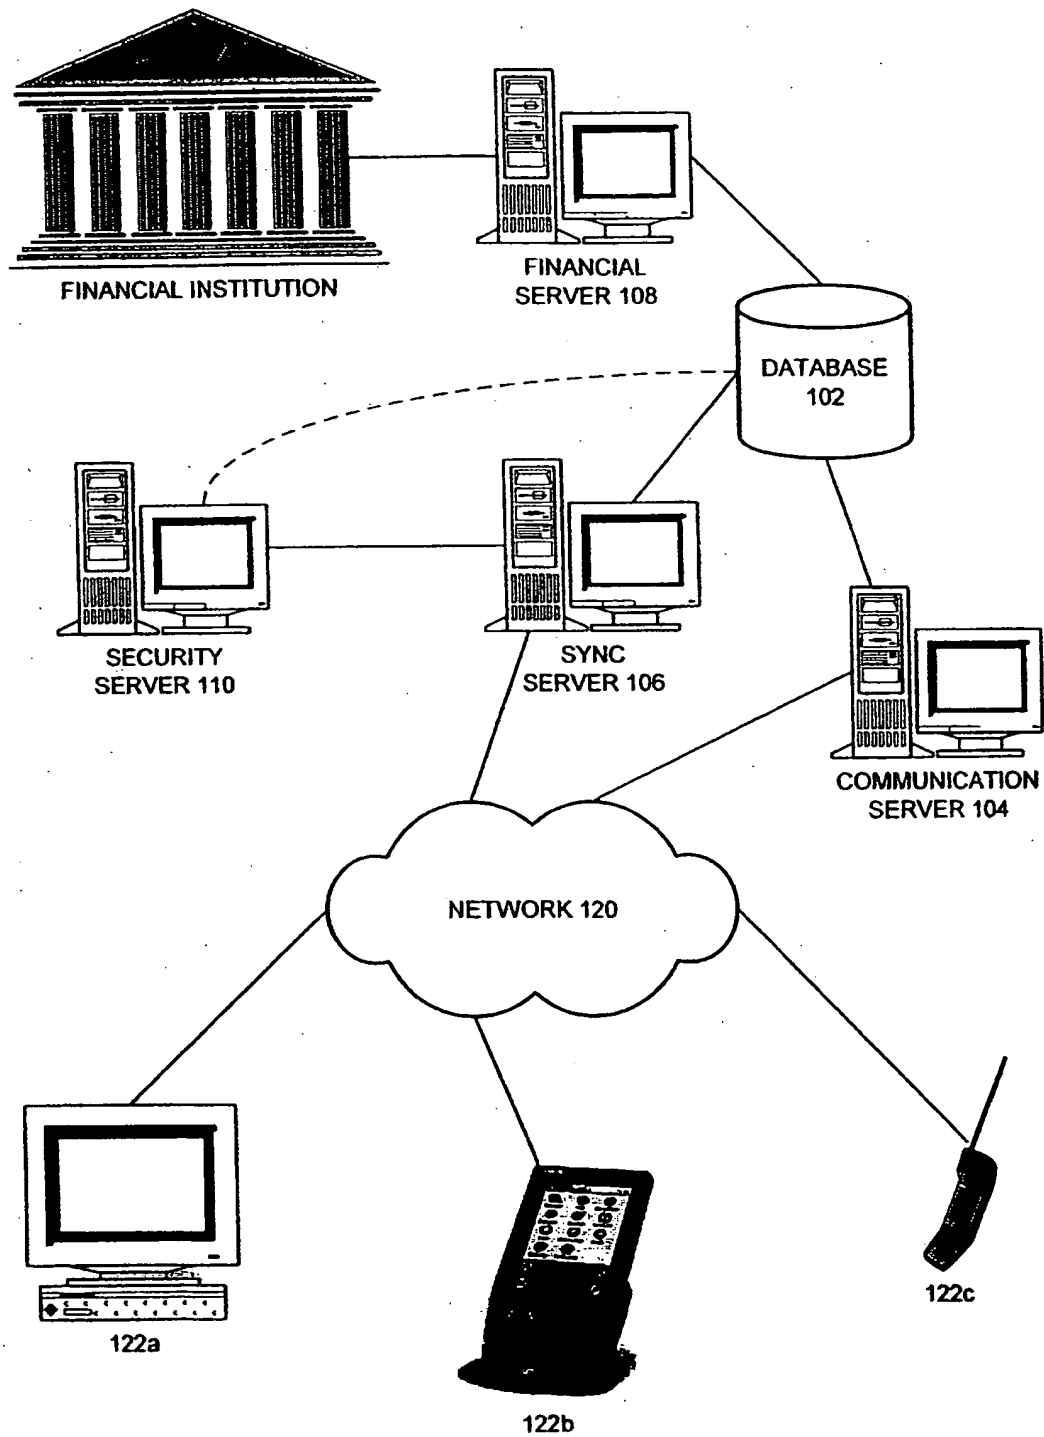 FINANCIAL INSTITUTION
FINANCIAL
SERVER 108
DATABASE
102
SECURITY
SERVER 110
SYNC
SERVER 106
COMMUNICATION
SERVER 104
NETWORK 120
122a
122b
122c